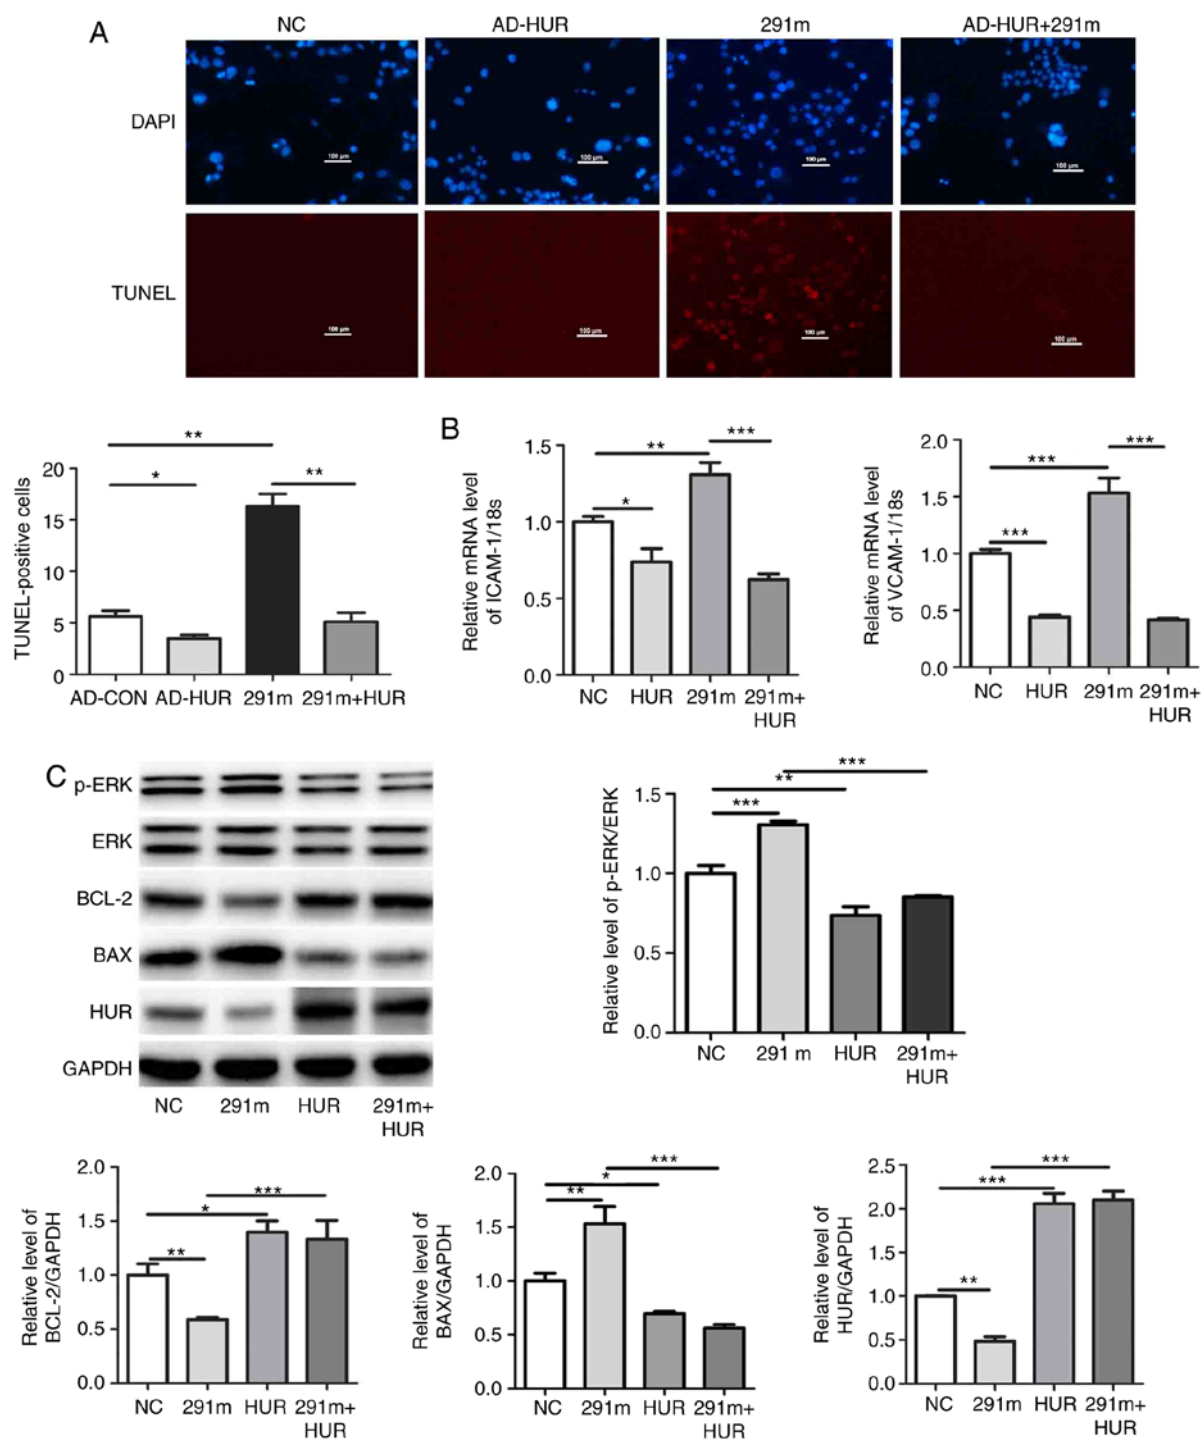 A
NC AD-HUR 291m AD-HUR+291m
DAPI
100 μm 100 μm 100 μm 100 μm
TUNEL
100 μm 100 μm 100 μm 100 μm
TUNEL-positive cells
20
15
10
5
0
** * **
AD-CON AD-HUR 291m 291m+HUR
B
Relative mRNA level
of ICAM-1/18s
1.5
1.0
0.5
0.0
* ** ***
NC HUR 291m 291m+
HUR
Relative mRNA level
of VCAM-1/18s
2.0
1.5
1.0
0.5
0.0
*** *** ***
NC HUR 291m 291m+
HUR
C
p-ERK
ERK
BCL-2
BAX
HUR
GAPDH
NC 291m HUR 291m+
HUR
Relative level of p-ERK/ERK
1.5
1.0
0.5
0.0
*** ** ***
NC 291 m HUR 291m+
HUR
Relative level of
BCL-2/GAPDH
2.0
1.5
1.0
0.5
0.0
** * ***
NC 291m HUR 291m+
HUR
Relative level of
BAX/GAPDH
2.0
1.5
1.0
0.5
0.0
** * ***
NC 291m HUR 291m+
HUR
Relative level of
HUR/GAPDH
2.5
2.0
1.5
1.0
0.5
0.0
** *** ***
NC 291m HUR 291m+
HUR